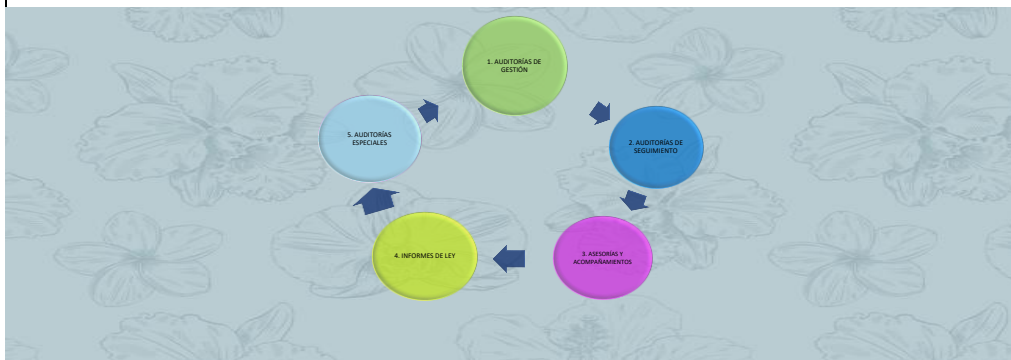 1. AUDITORÍAS DE
GESTIÓN
2. AUDITORÍAS DE
SEGUIMIENTO
3. ASESORÍAS Y
ACOMPAÑAMIENTOS
4. INFORMES DE LEY
5. AUDITORÍAS
ESPECIALES